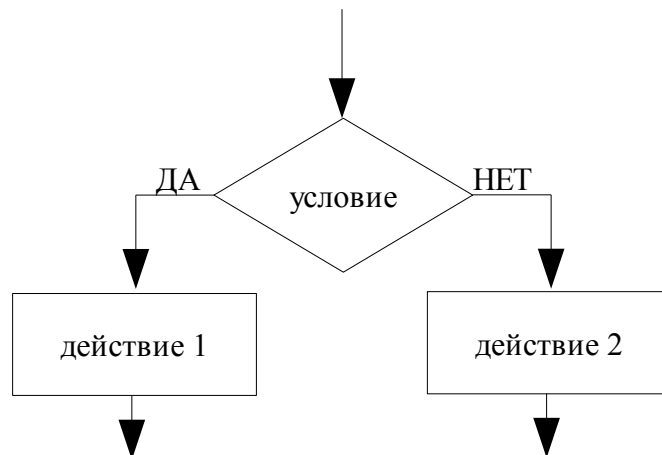 ДА
НЕТ
условие
действие 1
действие 2